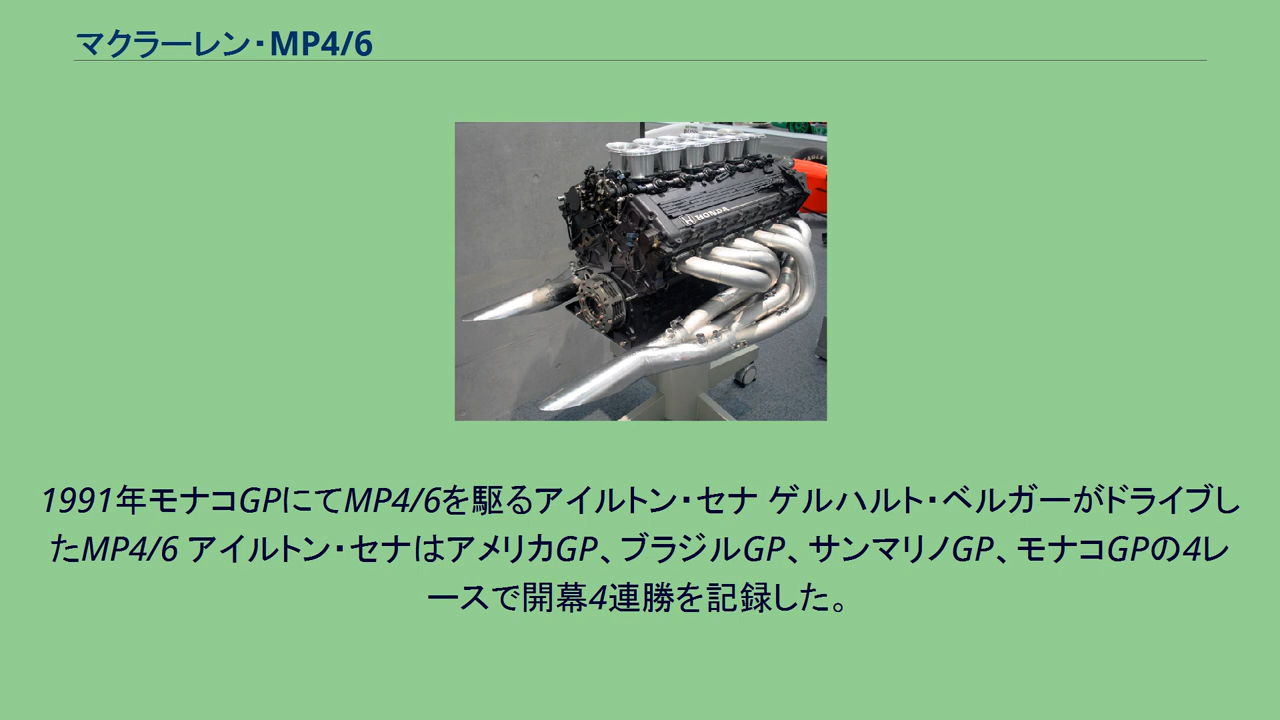 マクラーレン・MP4/6
HONDA
1991年モナコGPにてMP4/6を駆るアイルトン・セナ ゲルハルト・ベルガーがドライブし
たMP4/6 アイルトン・セナはアメリカGP、ブラジルGP、サンマリノGP、モナコGPの4レ
ースで開幕4連勝を記録した。